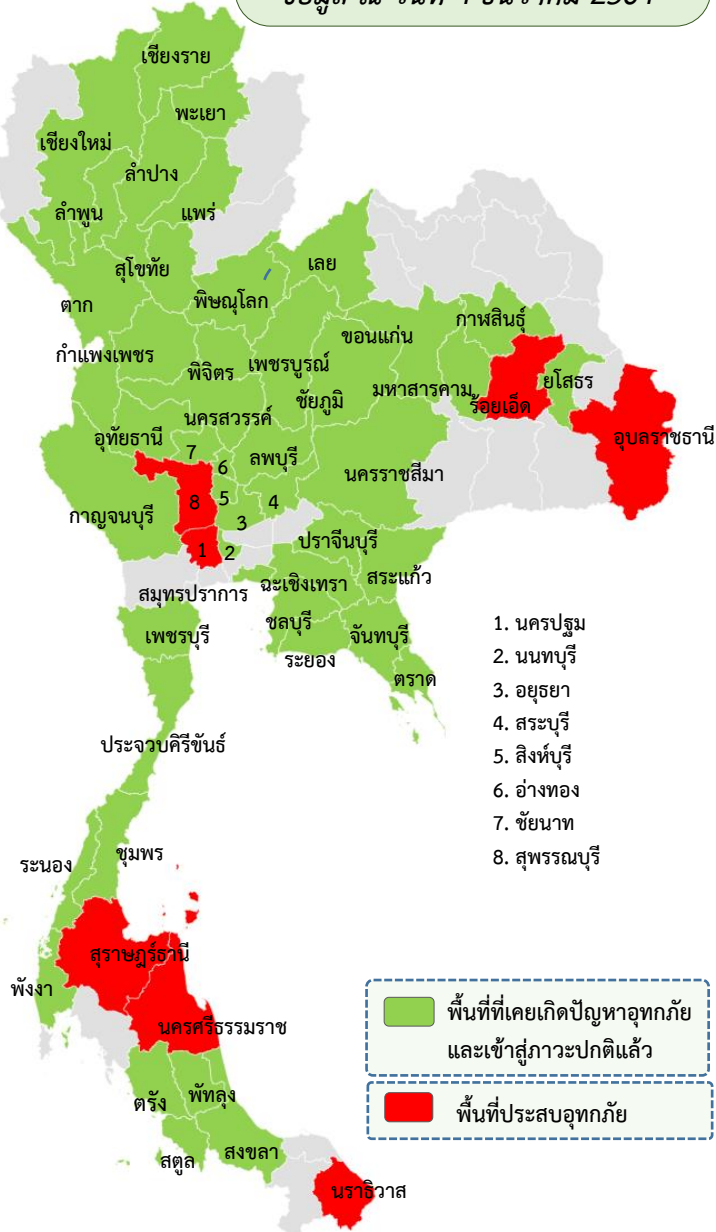 เชียงราย
พะเยา
เชียงใหม่
ลำปาง
ลำพูน
แพร่
สุโขทัย
เลย
ตาก
พิษณุโลก
กาฬสินธุ์
ขอนแก่น
กำแพงเพชร
พิจิตร
เพชรบูรณ์
มหาสารคาม
ยโสธร
ชัยภูมิ
ร้อยเอ็ด
นครสวรรค์
อุทัยธานี
อุบลราชธานี
7
6
ลพบุรี
นครราชสีมา
8
5
4
กาญจนบุรี
3
1
2
ปราจีนบุรี
สมุทรปราการ
ฉะเชิงเทรา
สระแก้ว
เพชรบุรี
ชลบุรี
จันทบุรี
ระยอง
ตราด
1. นครปฐม
2. นนทบุรี
3. อยุธยา
4. สระบุรี
5. สิงห์บุรี
6. อ่างทอง
7. ชัยนาท
8. สุพรรณบุรี
ประจวบคิรีขันธ์
ชุมพร
ระนอง
สุราษฎร์ธานี
พังงา
นครศรีธรรมราช
ตรัง
พัทลุง
สตูล
สงขลา
นราธิวาส
พื้นที่ที่เคยเกิดปัญหาอุทกภัย
และเข้าสู่ภาวะปกติแล้ว
พื้นที่ประสบอุทกภัย